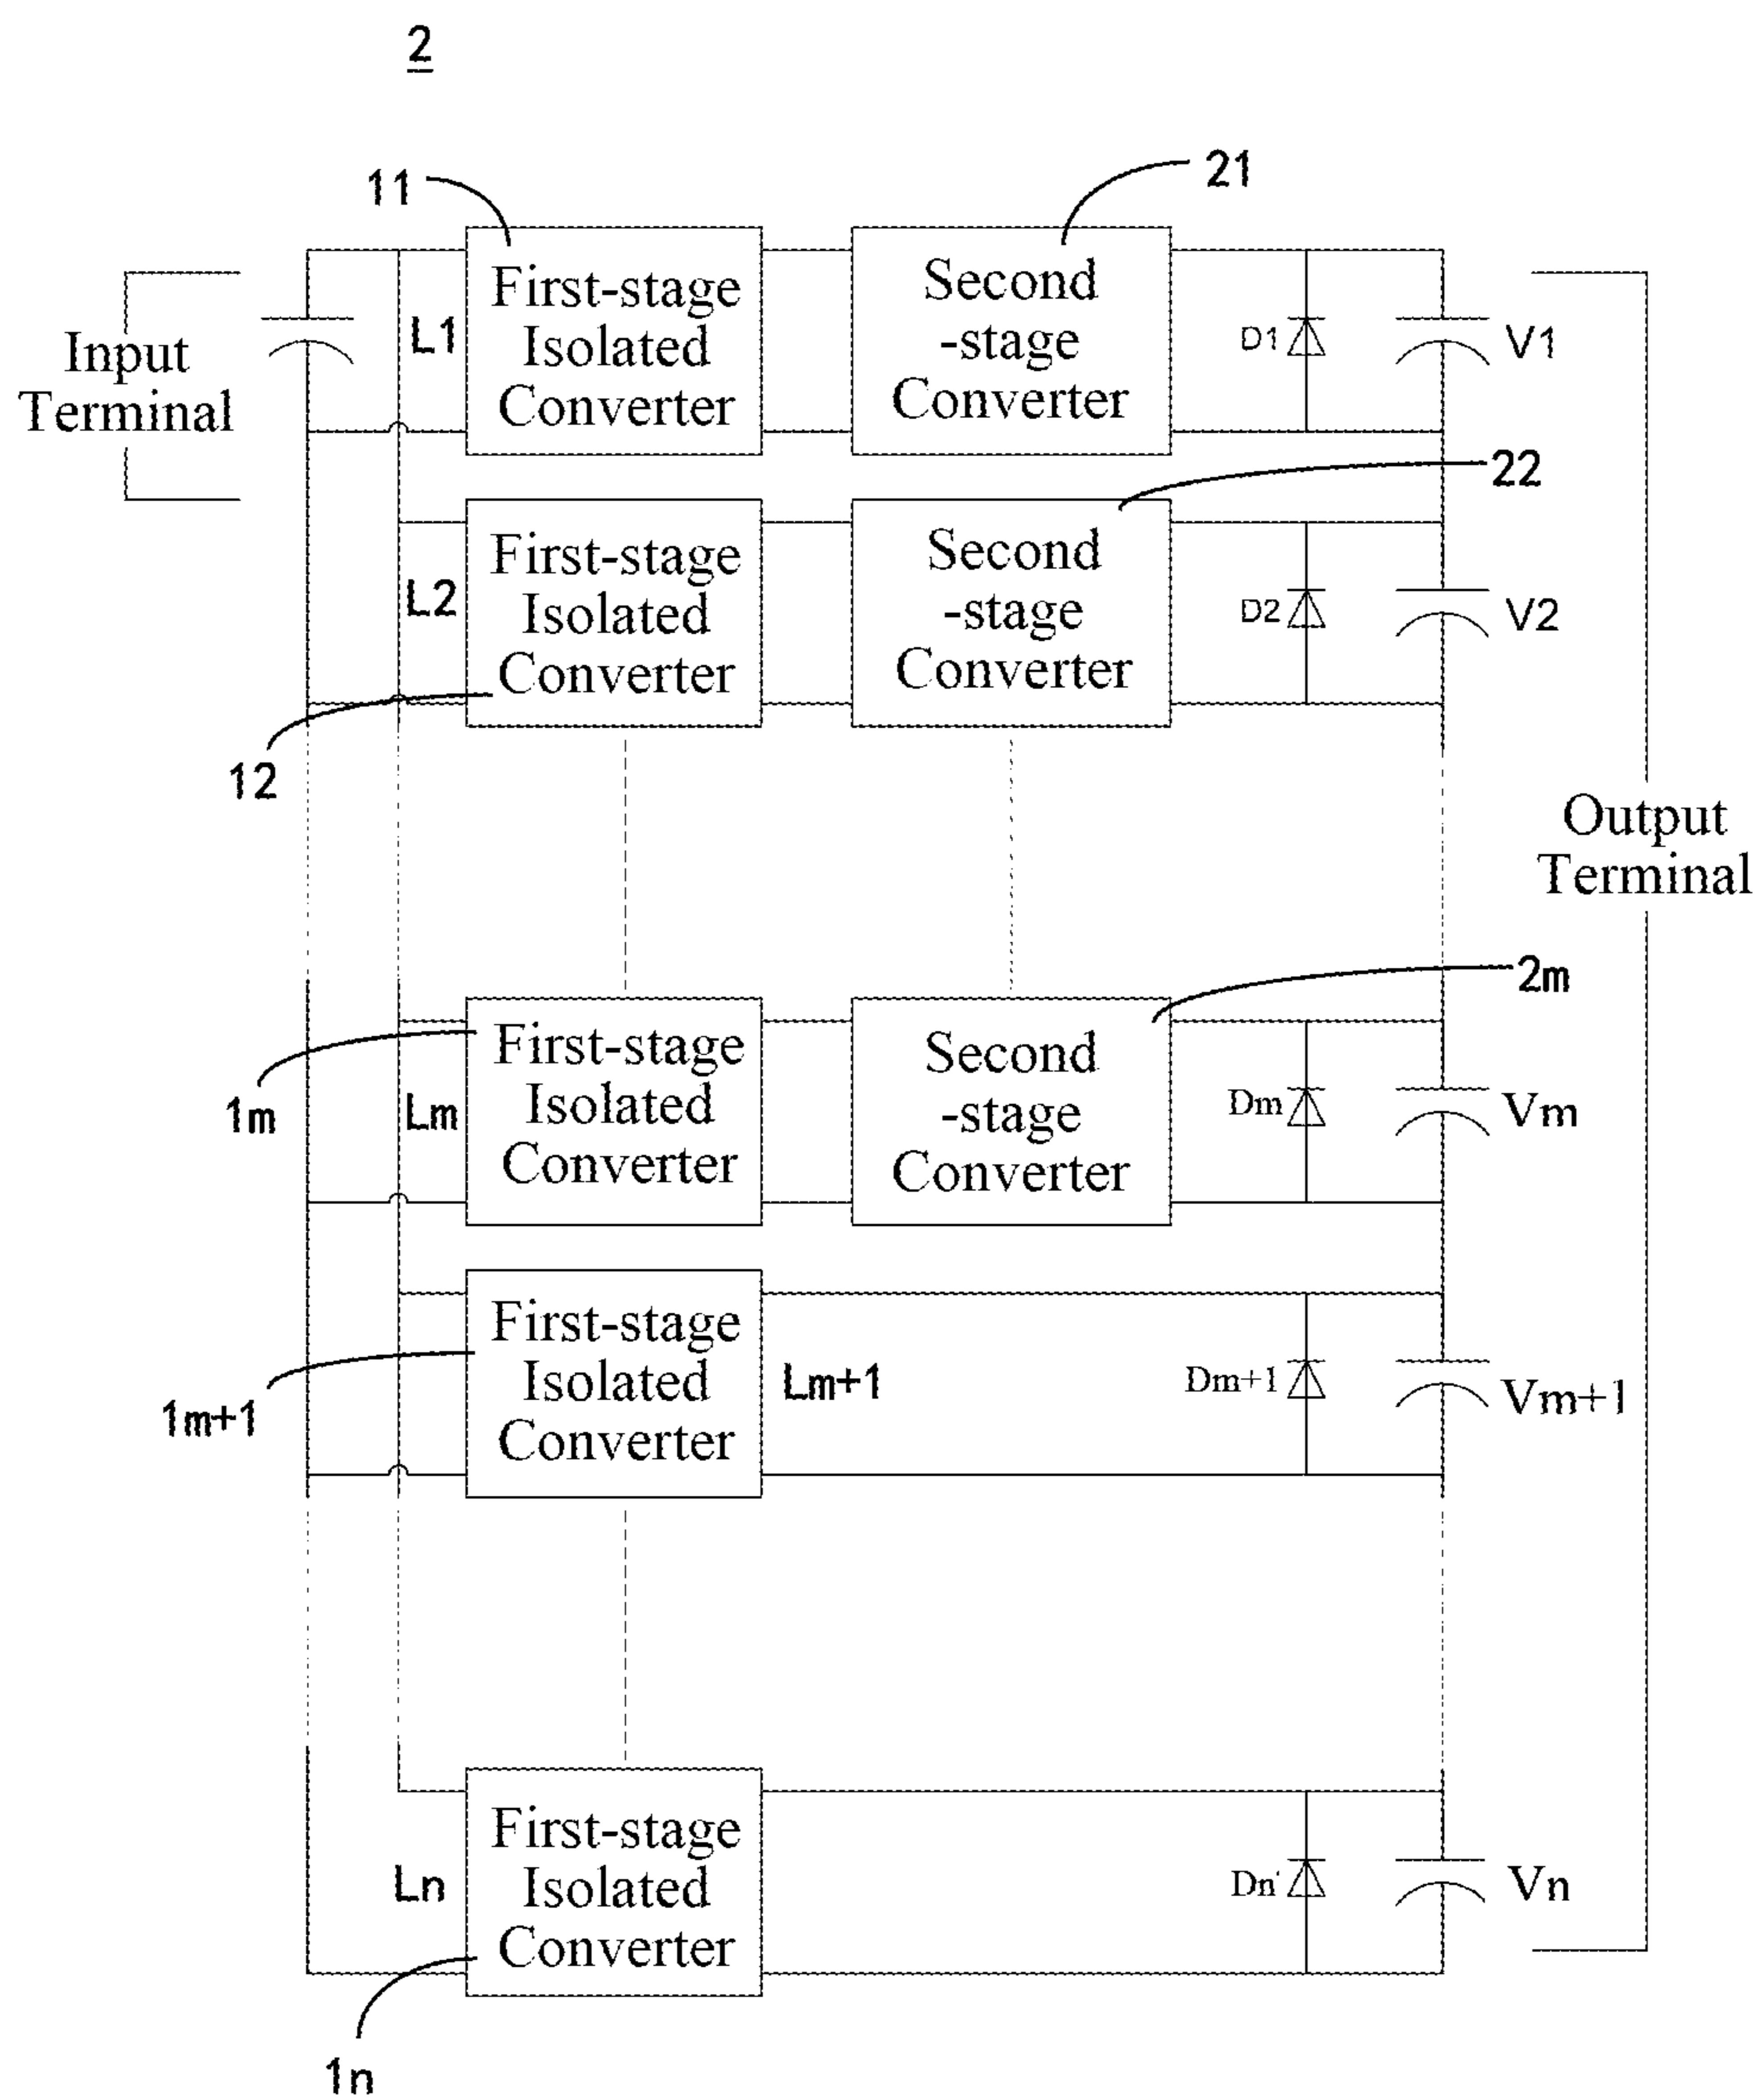 2
11
21
First-stage
Isolated
Converter
Second
-stage
Converter
L1
D1
V1
Input
Terminal
22
First-stage
Isolated
Converter
Second
-stage
Converter
L2
D2
V2
12
Output
Terminal
2m
First-stage
Isolated
Converter
Second
-stage
Converter
1m
Lm
Dm
Vm
First-stage
Isolated
Converter
Lm+1
Dm+1
Vm+1
1m+1
First-stage
Isolated
Converter
Ln
Dn'
Vn
1n